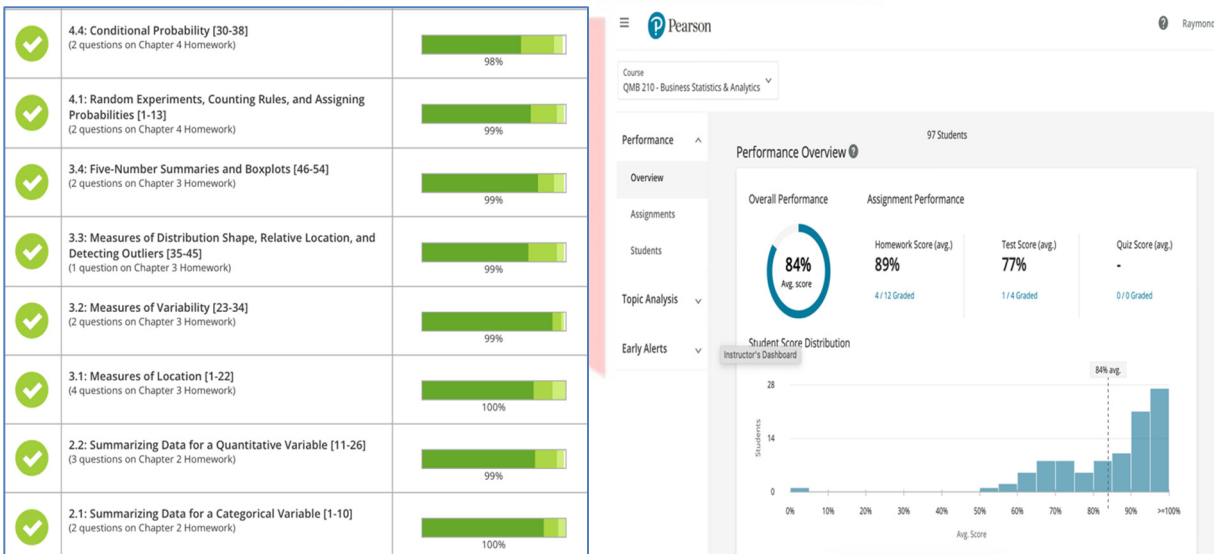 4.4: Conditional Probability [30-38]
(2 questions on Chapter 4 Homework)
98%
4.1: Random Experiments, Counting Rules, and Assigning
Probabilities [1-13]
(2 questions on Chapter 4 Homework)
99%
3.4: Five-Number Summaries and Boxplots [46-54]
(2 questions on Chapter 3 Homework)
99%
3.3: Measures of Distribution Shape, Relative Location, and
Detecting Outliers [35-45]
(1 question on Chapter 3 Homework)
99%
3.2: Measures of Variability [23-34]
(2 questions on Chapter 3 Homework)
99%
3.1: Measures of Location [1-22]
(4 questions on Chapter 3 Homework)
100%
2.2: Summarizing Data for a Quantitative Variable [11-26]
(3 questions on Chapter 2 Homework)
99%
2.1: Summarizing Data for a Categorical Variable [1-10]
(2 questions on Chapter 2 Homework)
100%
P Pearson
? Raymond
Course
QMB 210 - Business Statistics & Analytics
Performance
Overview
Assignments
Students
Topic Analysis
Early Alerts
97 Students
Performance Overview ?
Overall Performance
84%
Avg. score
Assignment Performance
Homework Score (avg.)
89%
4 / 12 Graded
Test Score (avg.)
77%
1 / 4 Graded
Quiz Score (avg.)
-
0 / 0 Graded
Student Score Distribution
Instructor's Dashboard
84% avg.
28
14
0
Students
0% 10% 20% 30% 40% 50% 60% 70% 80% 90% >=100%
Avg. Score